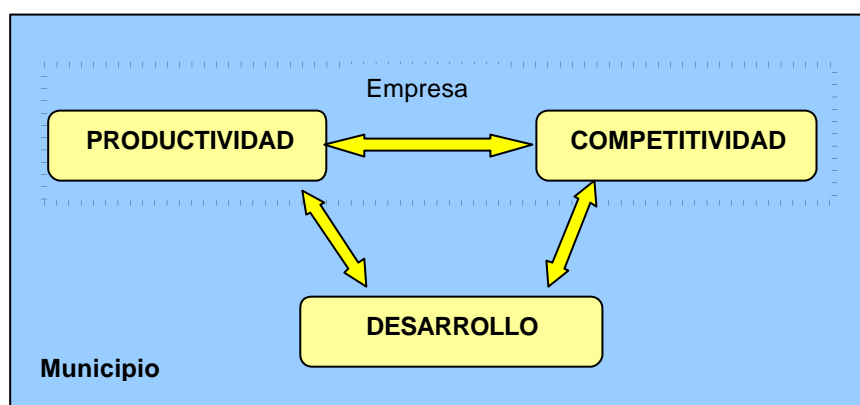 Empresa
PRODUCTIVIDAD
COMPETITIVIDAD
DESARROLLO
Municipio